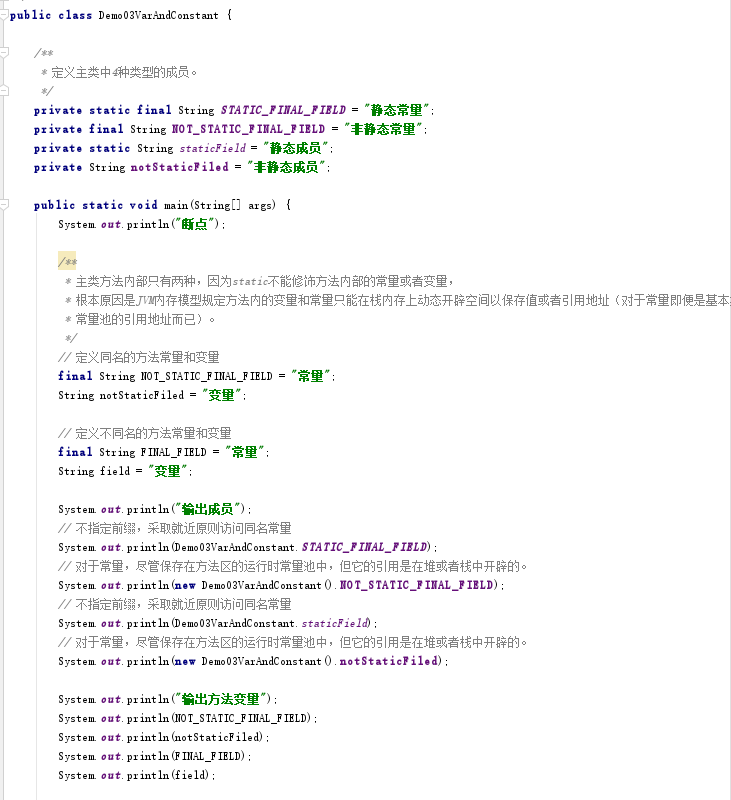 public class Demo03VarAndConstant {
/**
* 定义主类中4种类型的成员。
*/
private static final String STATIC_FINAL_FIELD = "静态常量";
private final String NOT_STATIC_FINAL_FIELD = "非静态常量";
private static String staticField = "静态成员";
private String notStaticFiled = "非静态成员";
public static void main(String[] args) {
System.out.println("断点");
/**
* 主类方法内部只有两种，因为static不能修饰方法内部的常量或者变量，
* 根本原因是JVM内存模型规定方法内的变量和常量只能在栈内存上动态开辟空间以保存值或者引用地址（对于常量即便是基本
* 常量池的引用地址而已）。
*/
// 定义同名的方法常量和变量
final String NOT_STATIC_FINAL_FIELD = "常量";
String notStaticFiled = "变量";
// 定义不同名的方法常量和变量
final String FINAL_FIELD = "常量";
String field = "变量";
System.out.println("输出成员");
// 不指定前缀，采取就近原则访问同名常量
System.out.println(Demo03VarAndConstant.STATIC_FINAL_FIELD);
// 对于常量，尽管保存在方法区的运行时常量池中，但它的引用是在堆或者栈中开辟的。
System.out.println(new Demo03VarAndConstant().NOT_STATIC_FINAL_FIELD);
// 不指定前缀，采取就近原则访问同名常量
System.out.println(Demo03VarAndConstant.staticField);
// 对于常量，尽管保存在方法区的运行时常量池中，但它的引用是在堆或者栈中开辟的。
System.out.println(new Demo03VarAndConstant().notStaticFiled);
System.out.println("输出方法变量");
System.out.println(NOT_STATIC_FINAL_FIELD);
System.out.println(notStaticFiled);
System.out.println(FINAL_FIELD);
System.out.println(field);